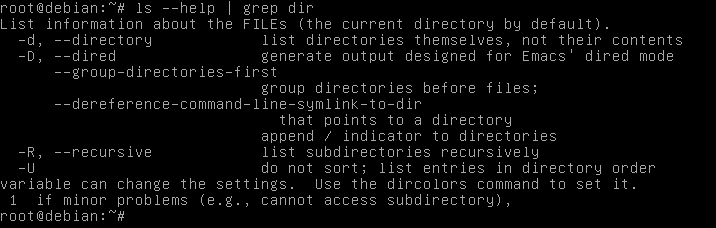 root@debian:~# ls --help | grep dir
List information about the FILEs (the current directory by default).
  -d, --directory            list directories themselves, not their contents
  -D, --dired                generate output designed for Emacs' dired mode
      --group-directories-first
                             group directories before files;
      --dereference-command-line-symlink-to-dir
                               that points to a directory
                             append / indicator to directories
  -R, --recursive            list subdirectories recursively
  -U                         do not sort; list entries in directory order
variable can change the settings.  Use the dircolors command to set it.
 1  if minor problems (e.g., cannot access subdirectory),
root@debian:~#